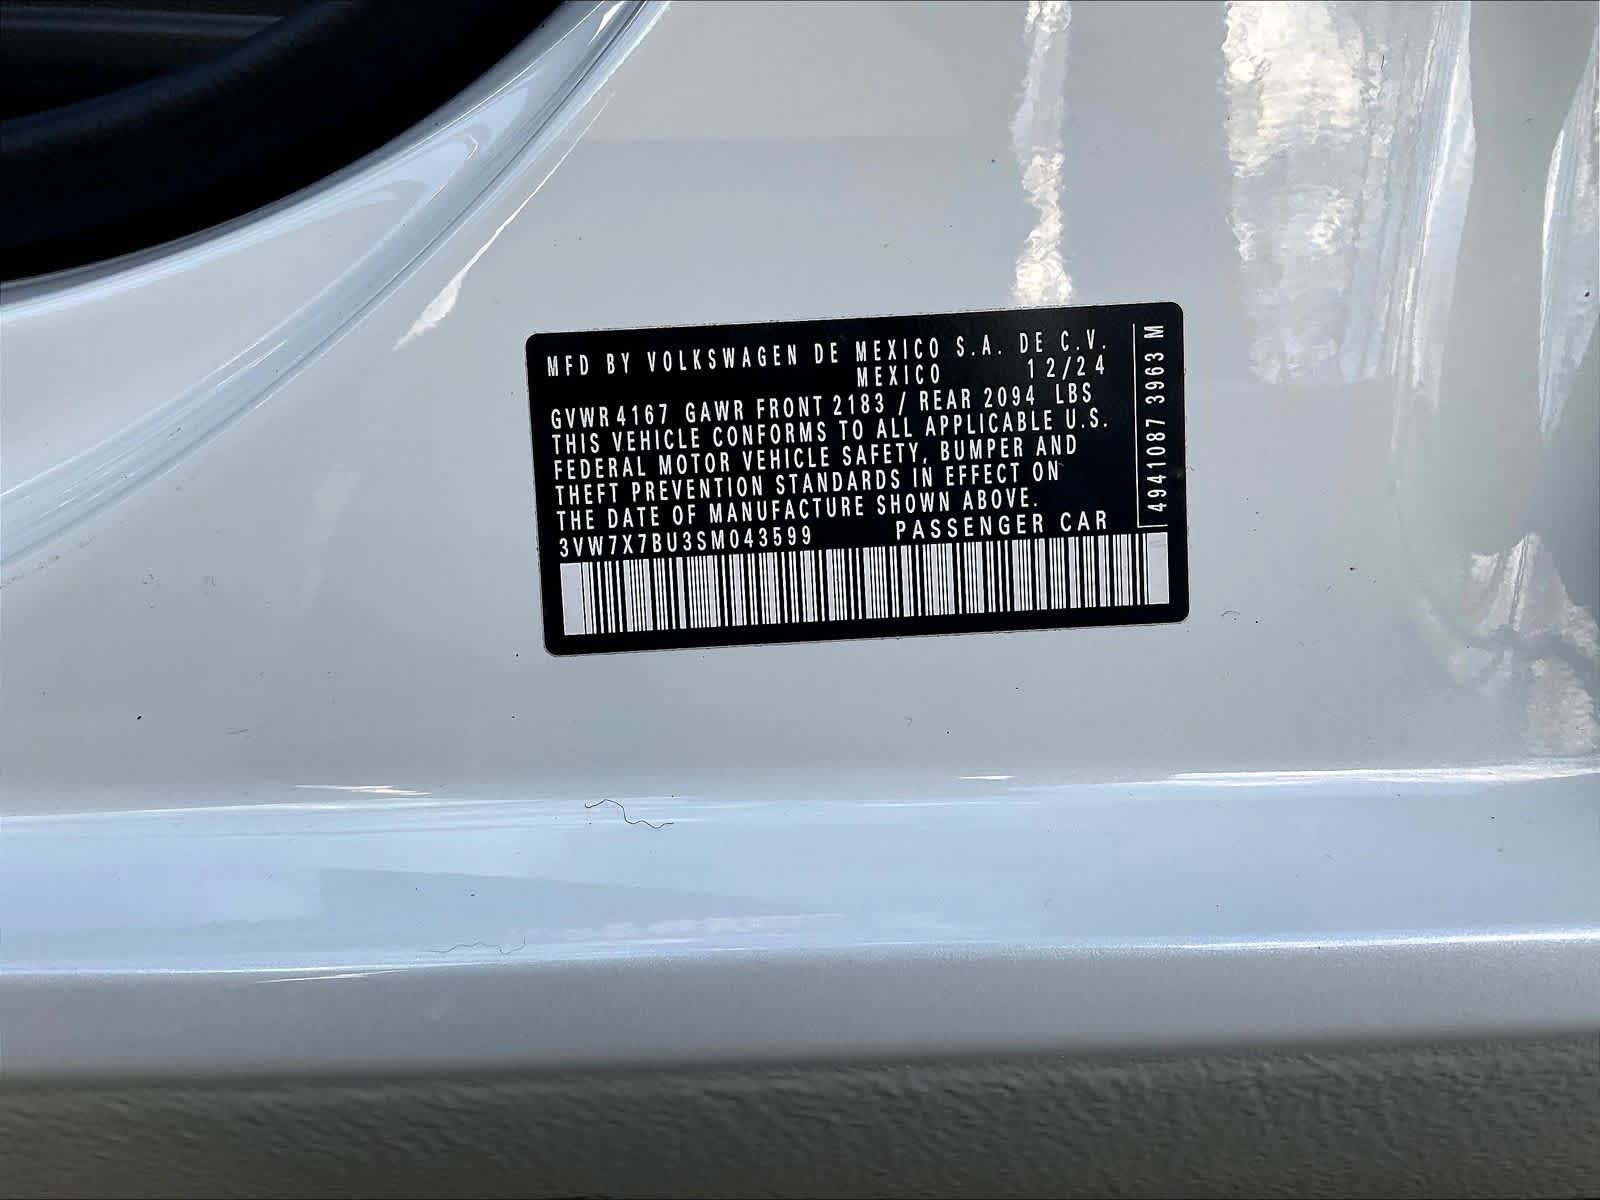 MFD BY VOLKSWAGEN DE MEXICO S.A. DE C.V.
MEXICO 12/24
GVWR 4167 GAWR FRONT 2183 / REAR 2094 LBS
THIS VEHICLE CONFORMS TO ALL APPLICABLE U.S.
FEDERAL MOTOR VEHICLE SAFETY, BUMPER AND
THEFT PREVENTION STANDARDS IN EFFECT ON
THE DATE OF MANUFACTURE SHOWN ABOVE.
3VW7X7BU3SM043599 PASSENGER CAR
4941087 3963 M